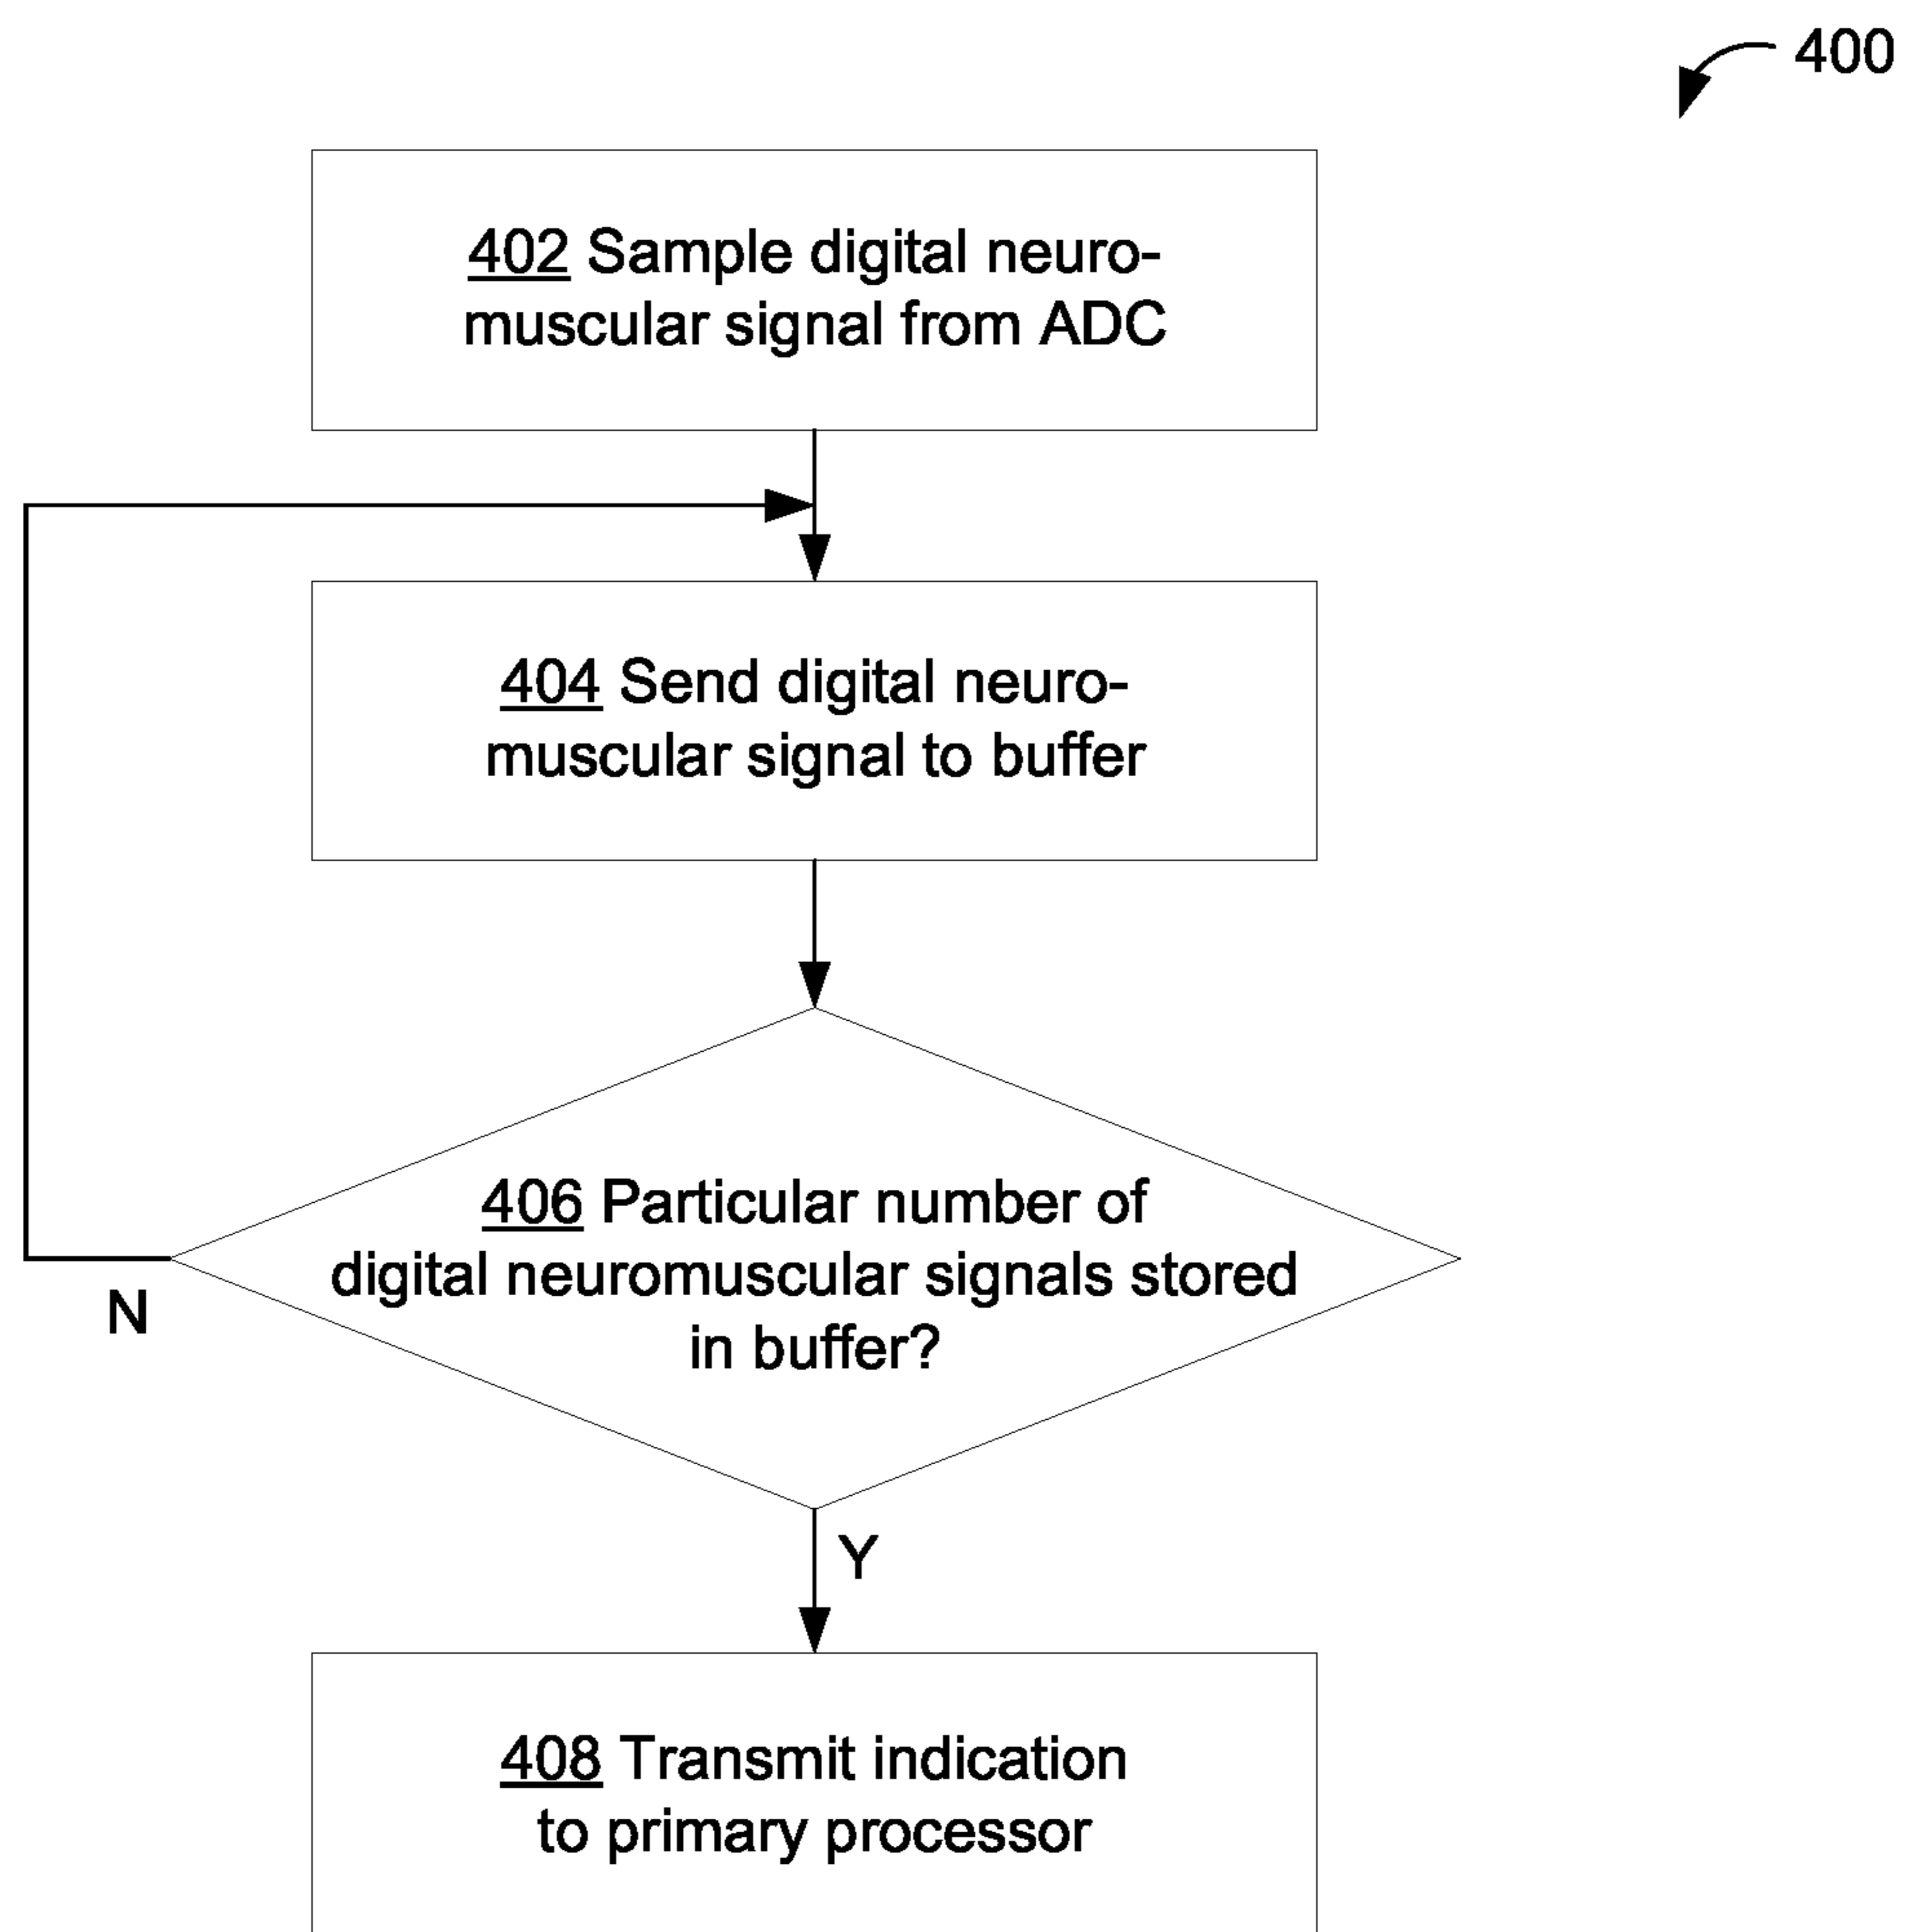 400
402 Sample digital neuro-
muscular signal from ADC
404 Send digital neuro-
muscular signal to buffer
406 Particular number of
digital neuromuscular signals stored
in buffer?
N
Y
408 Transmit indication
to primary processor